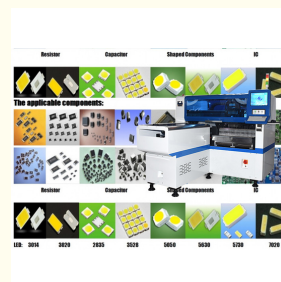 Resistor Capacitor Shaped Components IC
The applicable components:
Resistor Capacitor Shaped Components IC
LED: 3014 3020 2835 3528 5050 5630 5730 7020